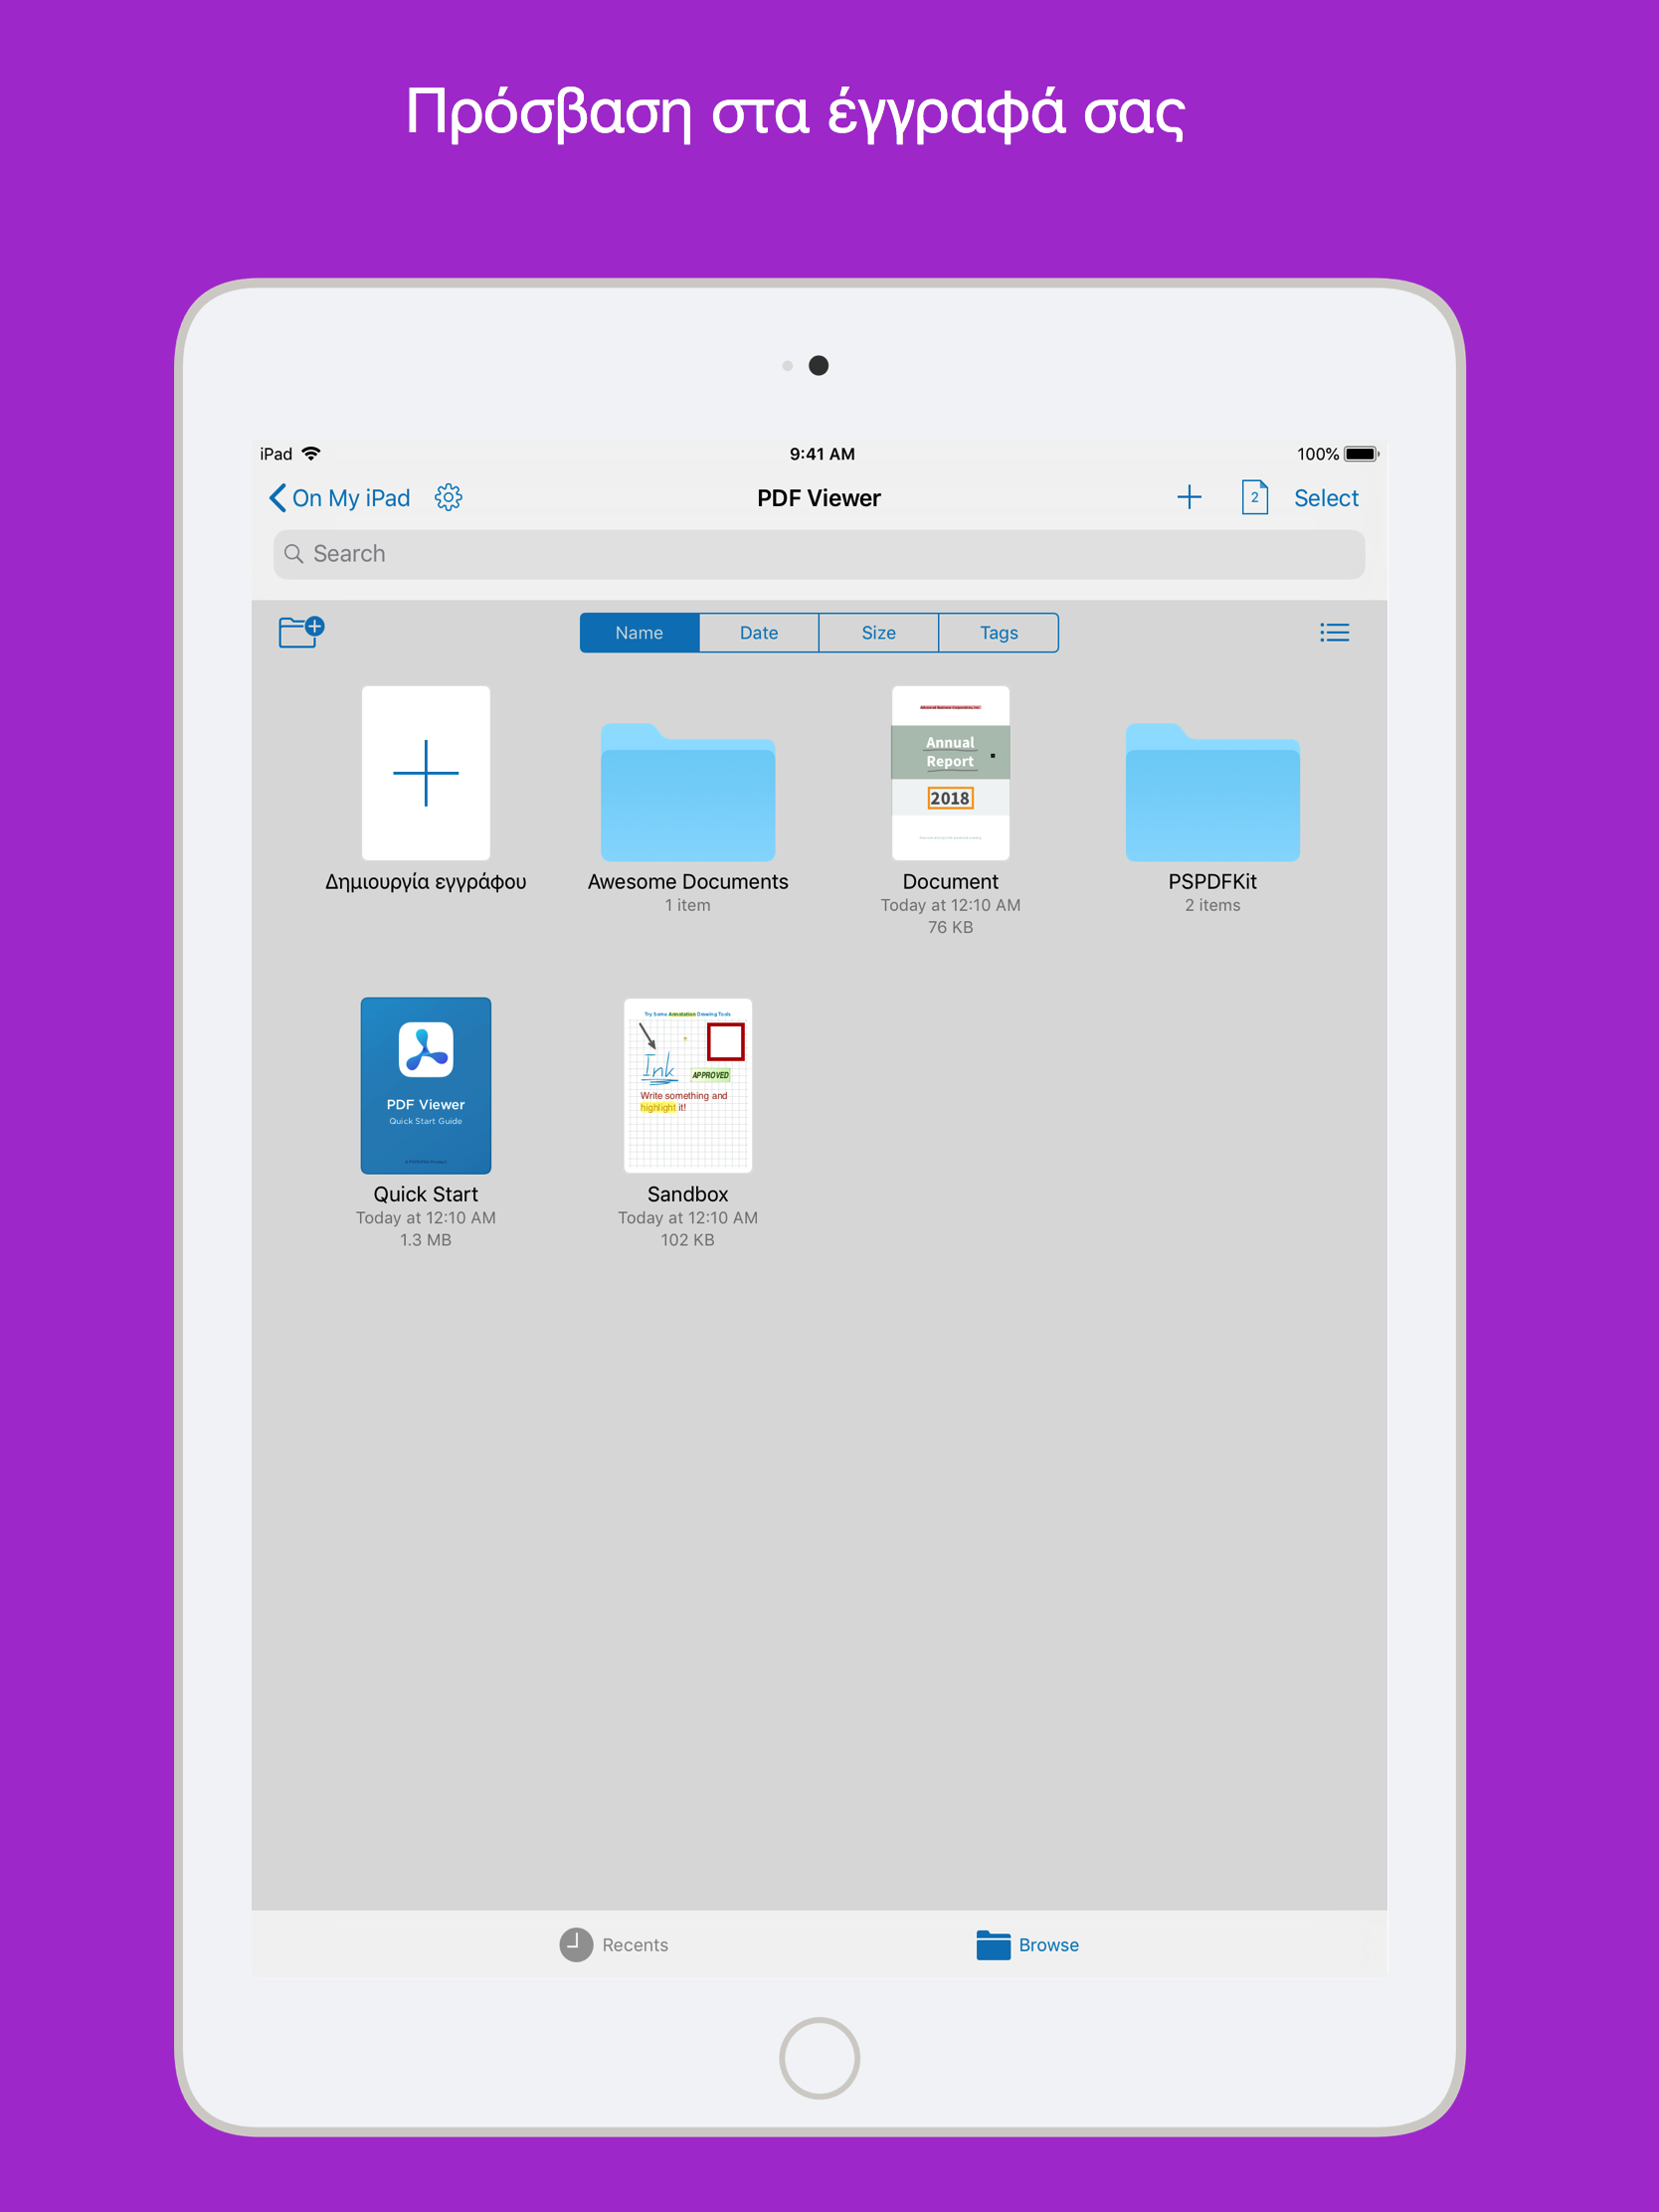 Πρόσβαση στα έγγραφά σας
iPad
9:41 AM
100%
On My iPad
PDF Viewer
2
Select
Search
Name
Date
Size
Tags
Annual
Report
2018
Δημιουργία εγγράφου
Awesome Documents
1 item
Document
Today at 12:10 AM
76 KB
PSPDFKit
2 items
PDF Viewer
Quick Start Guide
Try Some Annotation Drawing Tools
Ink
APPROVED
Write something and
highlight it!
Quick Start
Today at 12:10 AM
1.3 MB
Sandbox
Today at 12:10 AM
102 KB
Recents
Browse